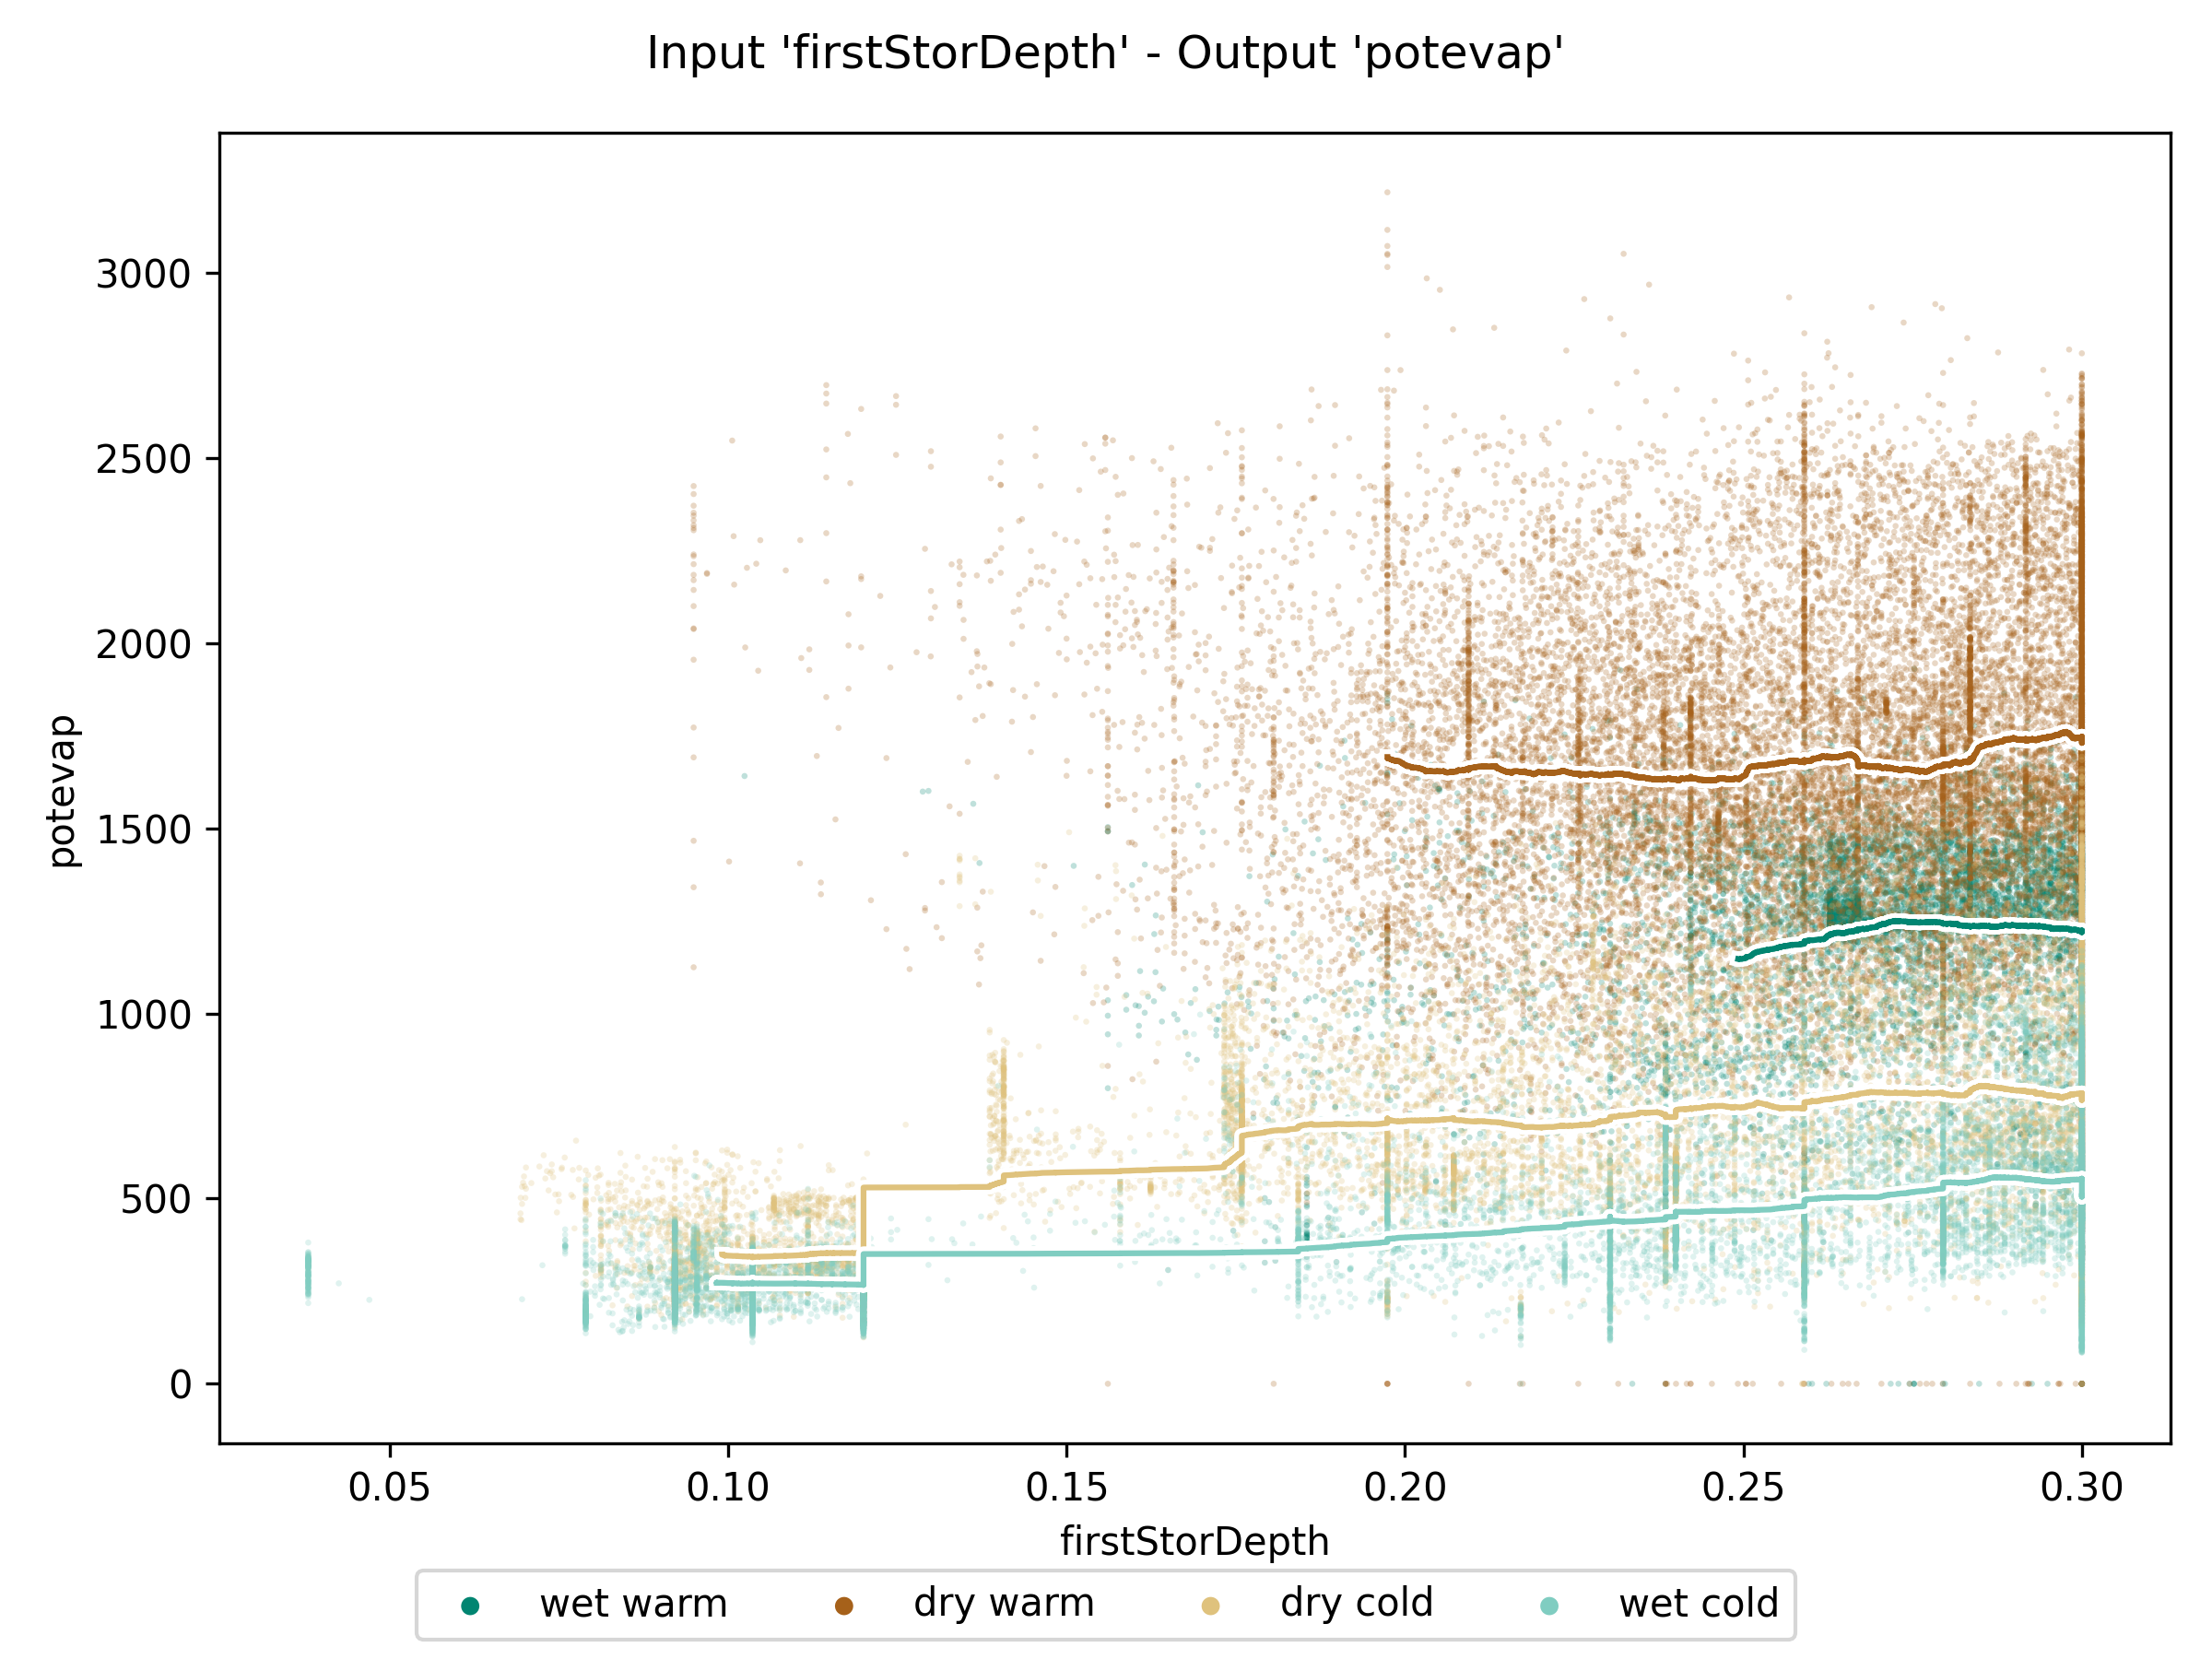 Input 'firstStorDepth' - Output 'potevap'
3000
2500
2000
1500
1000
500
0
potevap
0.05 0.10 0.15 0.20 0.25 0.30
firstStorDepth
wet warm dry warm dry cold wet cold